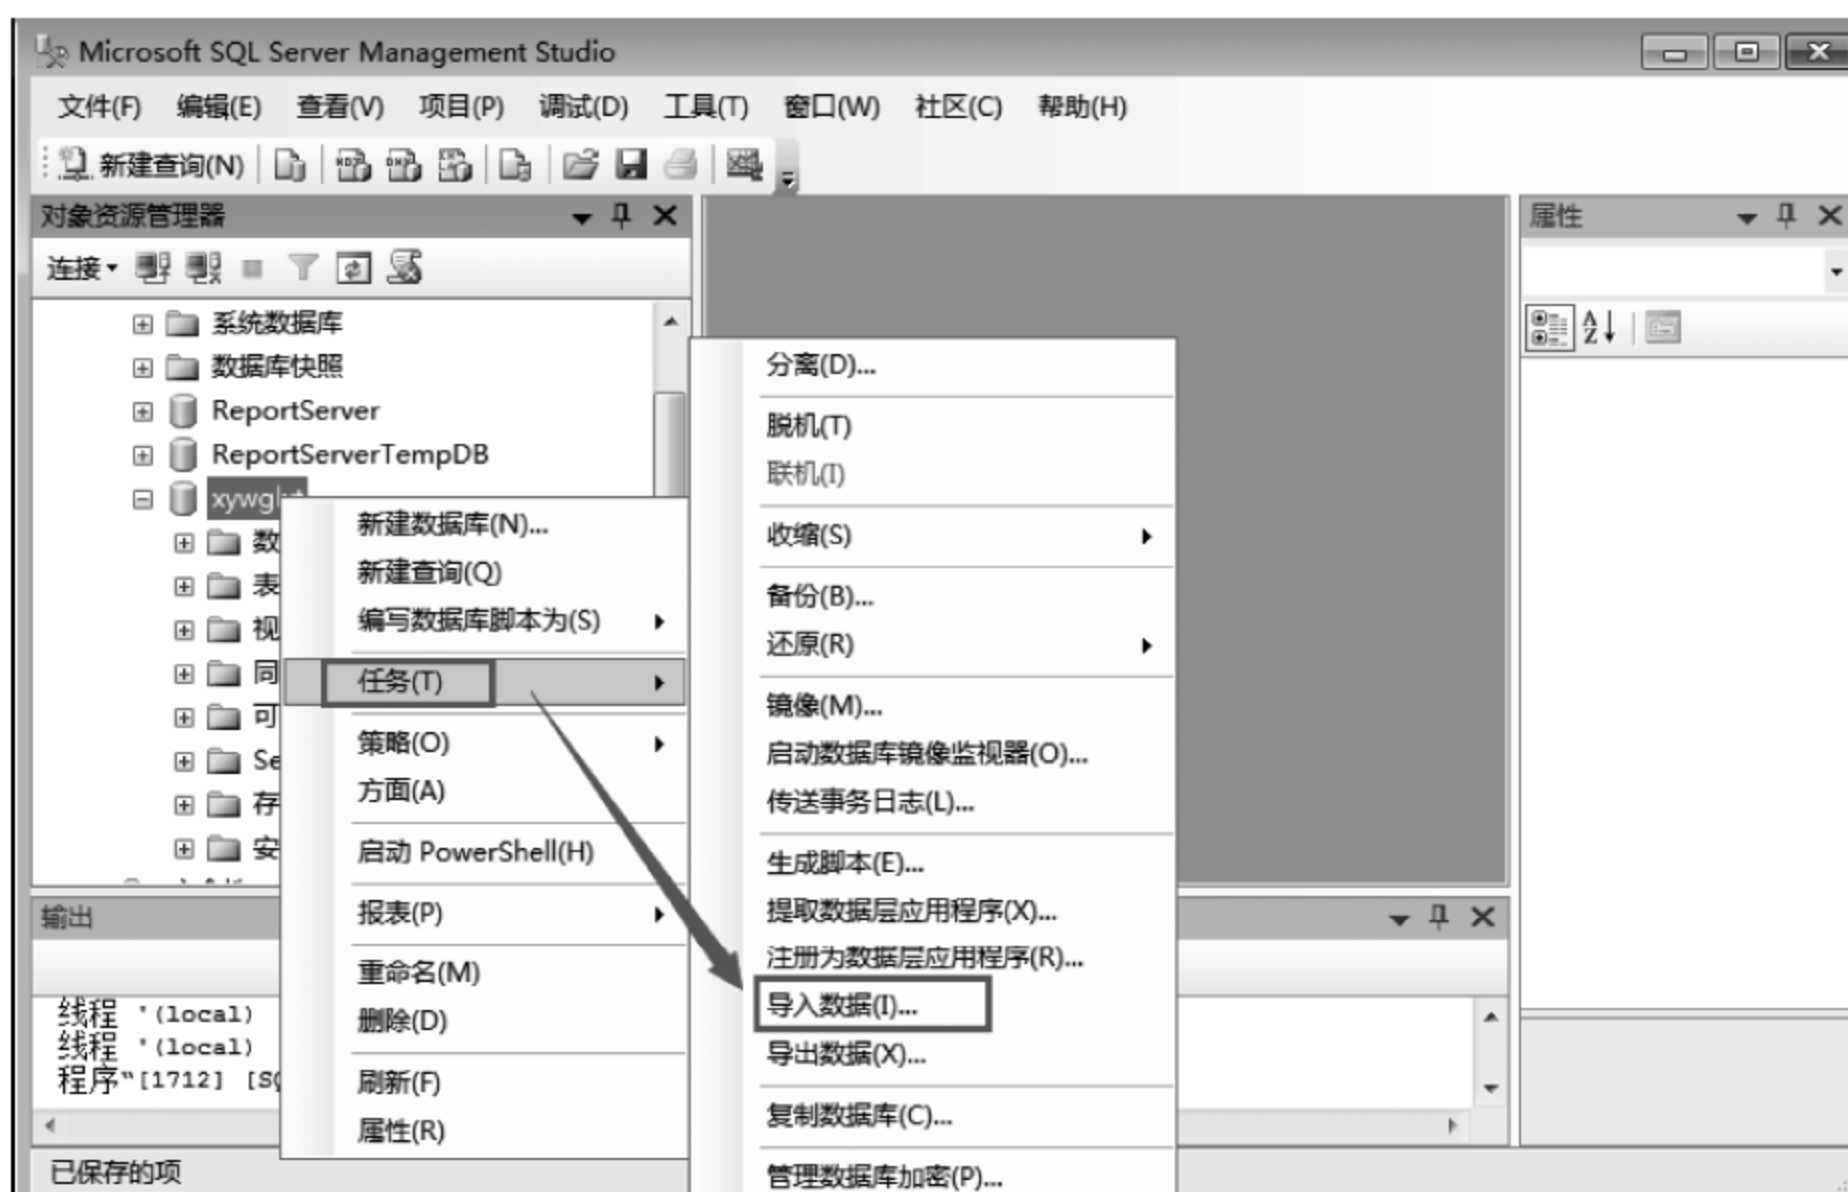 Microsoft SQL Server Management Studio
文件(F) 编辑(E) 查看(V) 项目(P) 调试(D) 工具(T) 窗口(W) 社区(C) 帮助(H)
新建查询(N)
对象资源管理器
连接
系统数据库
数据库快照
ReportServer
ReportServerTempDB
xywgl
数
表
视
同
可
Se
存
安
新建数据库(N)...
新建查询(Q)
编写数据库脚本为(S)
任务(T)
策略(O)
方面(A)
启动 PowerShell(H)
报表(P)
重命名(M)
删除(D)
刷新(F)
属性(R)
分离(D)...
脱机(T)
联机(I)
收缩(S)
备份(B)...
还原(R)
镜像(M)...
启动数据库镜像监视器(O)...
传送事务日志(L)...
生成脚本(E)...
提取数据层应用程序(X)...
注册为数据层应用程序(R)...
导入数据(I)...
导出数据(X)...
复制数据库(C)...
管理数据库加密(P)...
属性
输出
线程 '(local)
线程 '(local)
程序“[1712] [S
已保存的项